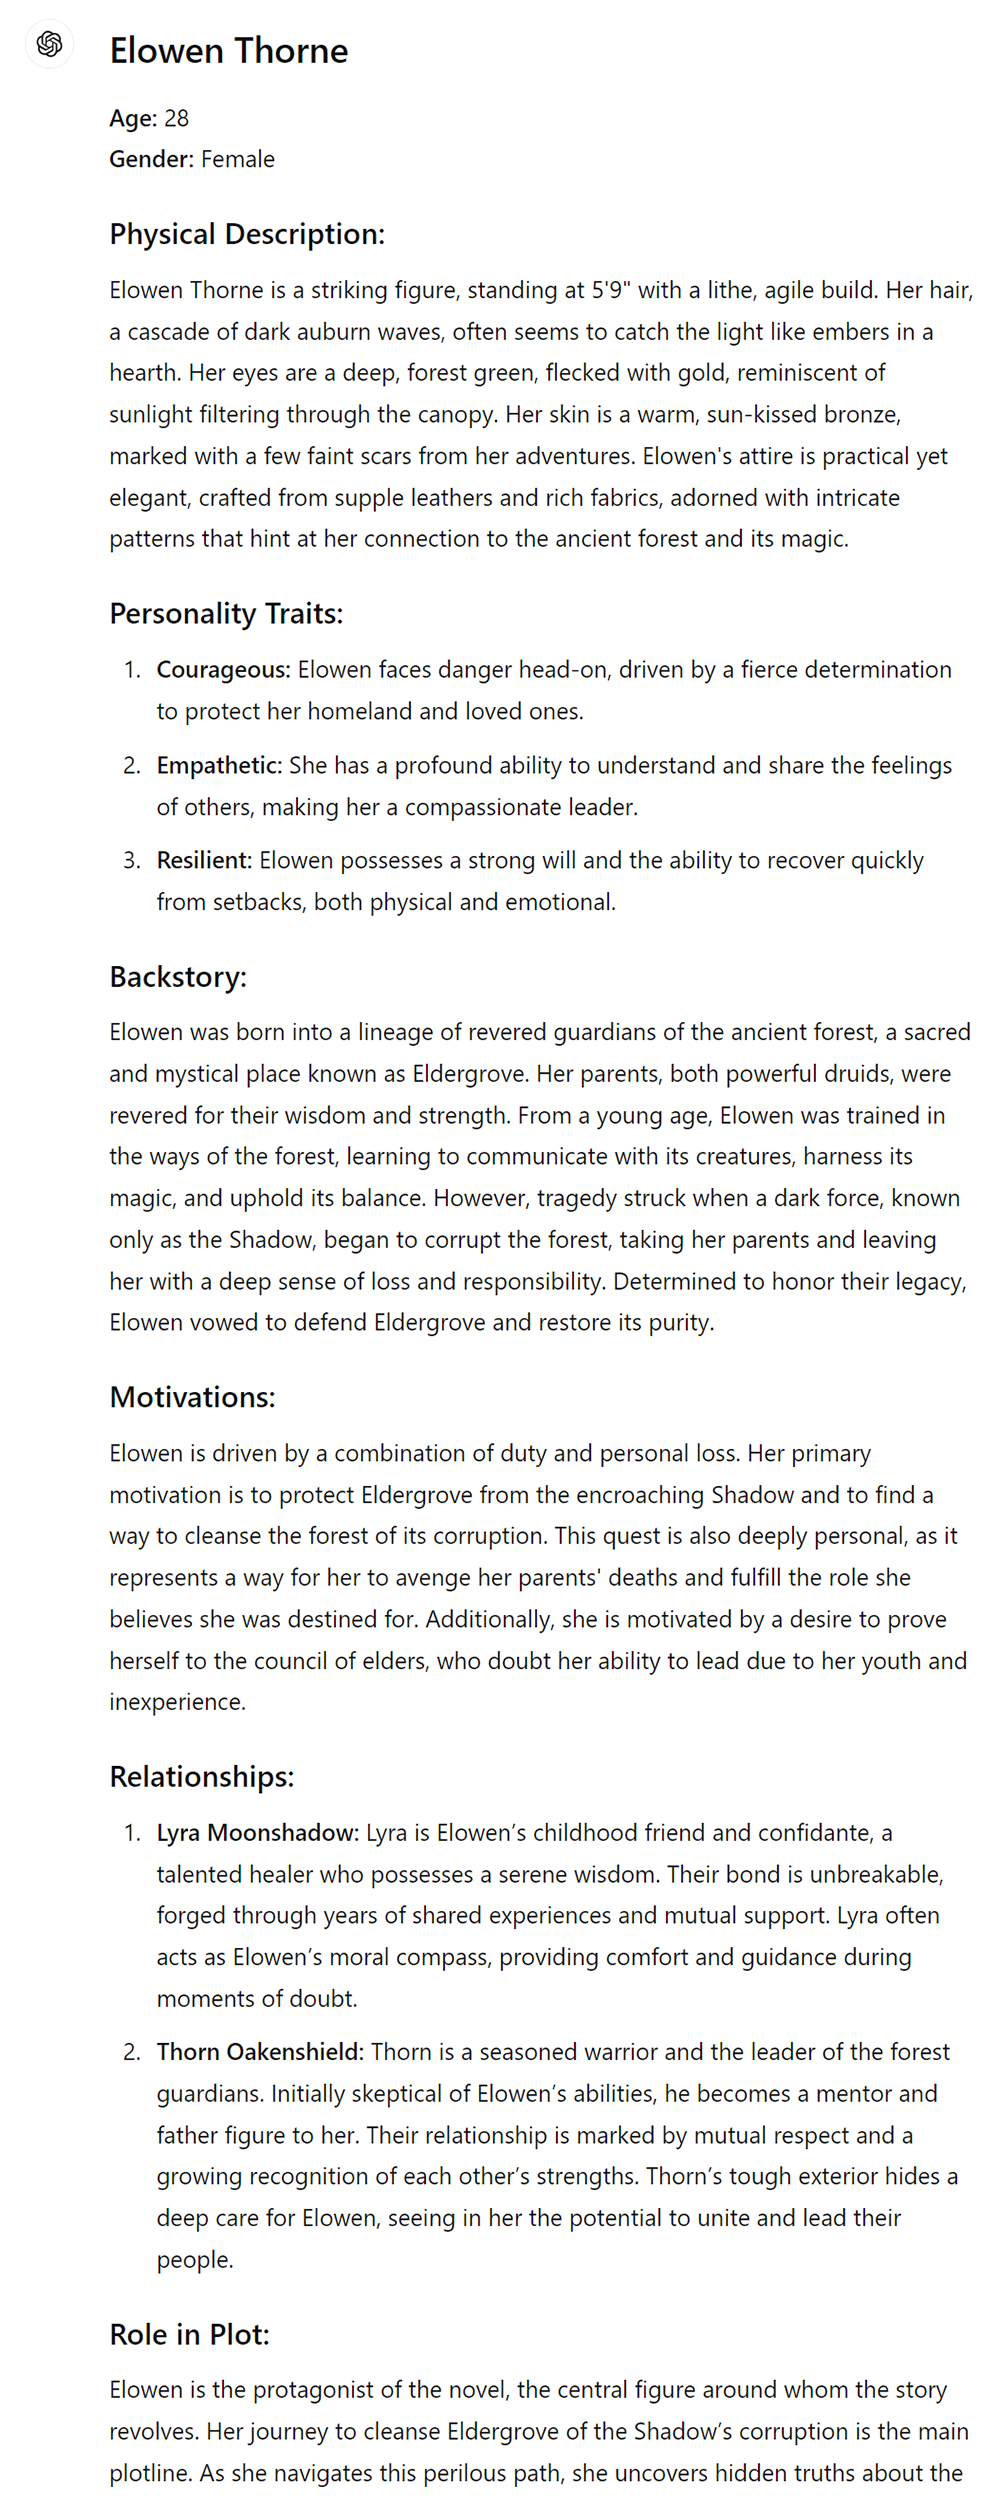 Elowen Thorne
Age: 28
Gender: Female
Physical Description:
Elowen Thorne is a striking figure, standing at 5'9" with a lithe, agile build. Her hair,
a cascade of dark auburn waves, often seems to catch the light like embers in a
hearth. Her eyes are a deep, forest green, flecked with gold, reminiscent of
sunlight filtering through the canopy. Her skin is a warm, sun-kissed bronze,
marked with a few faint scars from her adventures. Elowen's attire is practical yet
elegant, crafted from supple leathers and rich fabrics, adorned with intricate
patterns that hint at her connection to the ancient forest and its magic.
Personality Traits:
1. Courageous: Elowen faces danger head-on, driven by a fierce determination
to protect her homeland and loved ones.
2. Empathetic: She has a profound ability to understand and share the feelings
of others, making her a compassionate leader.
3. Resilient: Elowen possesses a strong will and the ability to recover quickly
from setbacks, both physical and emotional.
Backstory:
Elowen was born into a lineage of revered guardians of the ancient forest, a sacred
and mystical place known as Eldergrove. Her parents, both powerful druids, were
revered for their wisdom and strength. From a young age, Elowen was trained in
the ways of the forest, learning to communicate with its creatures, harness its
magic, and uphold its balance. However, tragedy struck when a dark force, known
only as the Shadow, began to corrupt the forest, taking her parents and leaving
her with a deep sense of loss and responsibility. Determined to honor their legacy,
Elowen vowed to defend Eldergrove and restore its purity.
Motivations:
Elowen is driven by a combination of duty and personal loss. Her primary
motivation is to protect Eldergrove from the encroaching Shadow and to find a
way to cleanse the forest of its corruption. This quest is also deeply personal, as it
represents a way for her to avenge her parents' deaths and fulfill the role she
believes she was destined for. Additionally, she is motivated by a desire to prove
herself to the council of elders, who doubt her ability to lead due to her youth and
inexperience.
Relationships:
1. Lyra Moonshadow: Lyra is Elowen’s childhood friend and confidante, a
talented healer who possesses a serene wisdom. Their bond is unbreakable,
forged through years of shared experiences and mutual support. Lyra often
acts as Elowen’s moral compass, providing comfort and guidance during
moments of doubt.
2. Thorn Oakenshield: Thorn is a seasoned warrior and the leader of the forest
guardians. Initially skeptical of Elowen’s abilities, he becomes a mentor and
father figure to her. Their relationship is marked by mutual respect and a
growing recognition of each other’s strengths. Thorn’s tough exterior hides a
deep care for Elowen, seeing in her the potential to unite and lead their
people.
Role in Plot:
Elowen is the protagonist of the novel, the central figure around whom the story
revolves. Her journey to cleanse Eldergrove of the Shadow’s corruption is the main
plotline. As she navigates this perilous path, she uncovers hidden truths about the